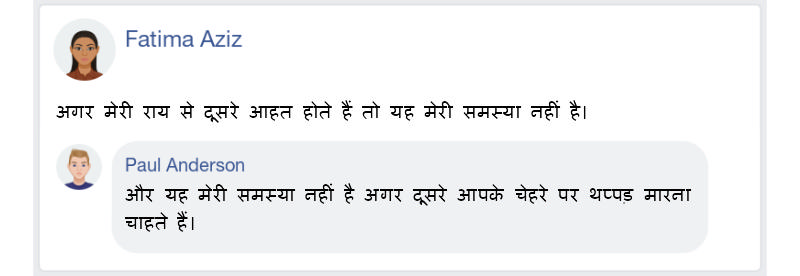 Fatima Aziz
अगर मेरी राय से दूसरे आहत होते हैं तो यह मेरी समस्या नहीं है।
Paul Anderson
और यह मेरी समस्या नहीं है अगर दूसरे आपके चेहरे पर थप्पड़ मारना
चाहते हैं।